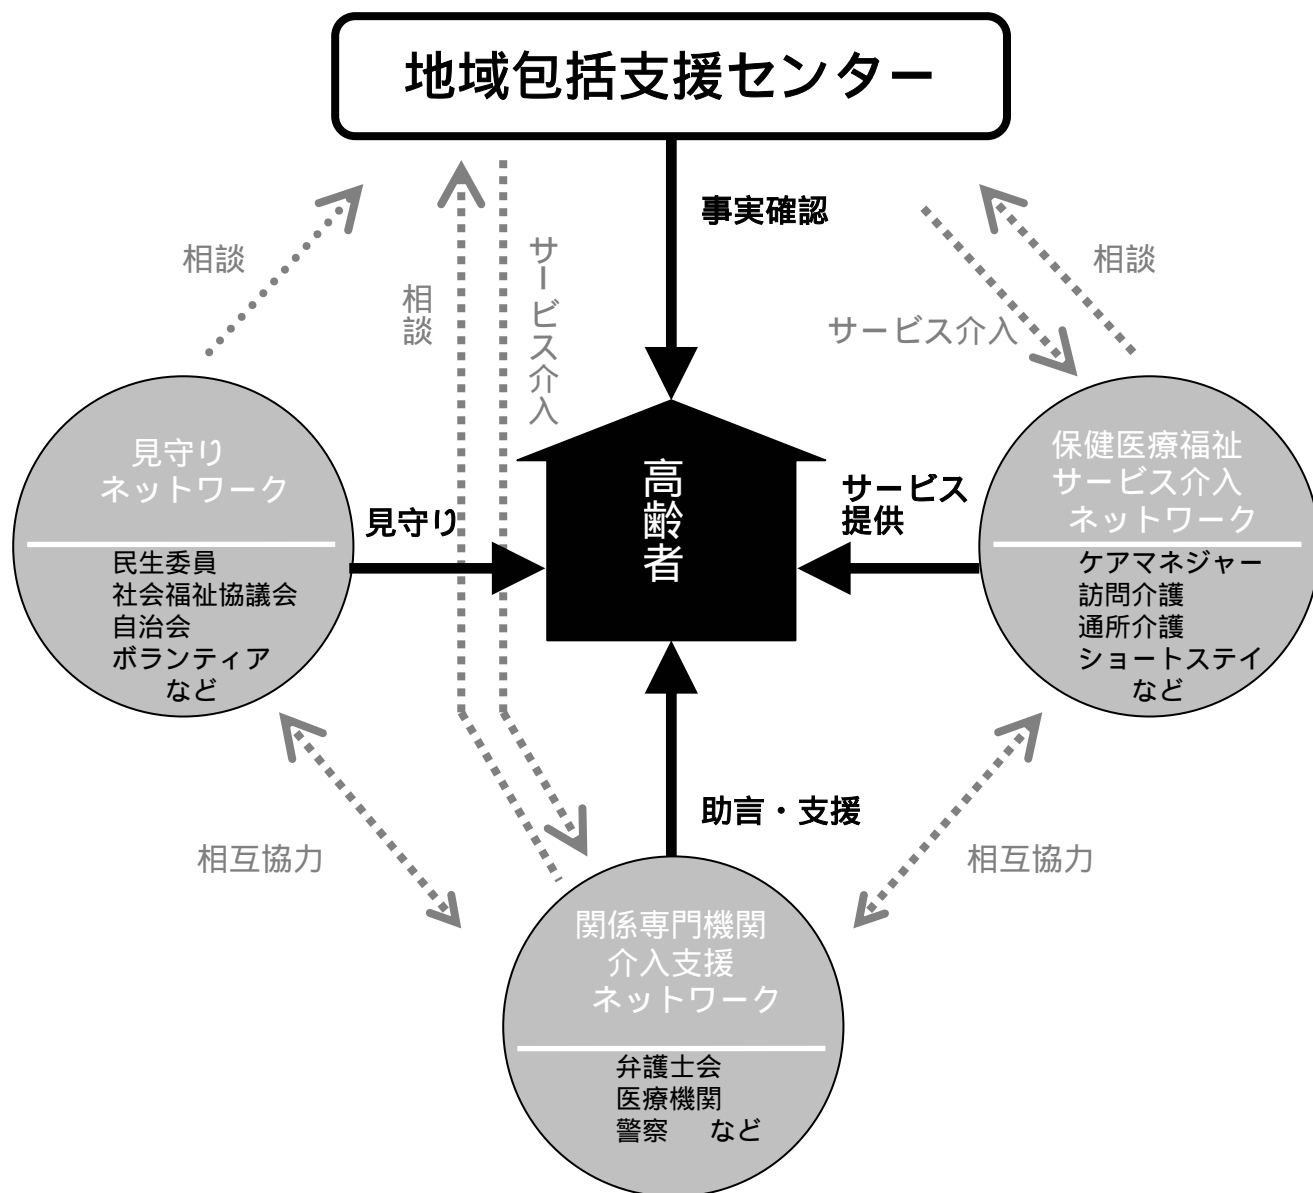 地域包括支援センター
事実確認
相談
相談
サービス介入
相談
サービス介入
見守り
ネットワーク
民生委員
社会福祉協議会
自治会
ボランティア
など
見守り
高齢者
サービス
提供
保健医療福祉
サービス介入
ネットワーク
ケアマネジャー
訪問介護
通所介護
ショートステイ
など
助言・支援
相互協力
相互協力
関係専門機関
介入支援
ネットワーク
弁護士会
医療機関
警察　など